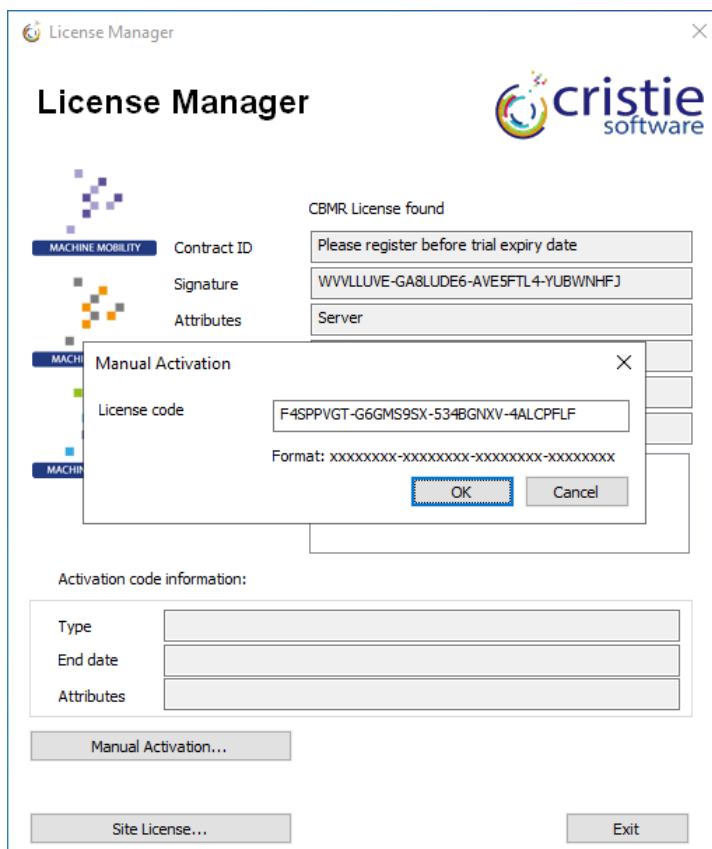 License Manager
License Manager
cristie
software
CBMR License found
MACHINE MOBILITY
Contract ID
Please register before trial expiry date
Signature
WVVLLUVE-GA8LUDE6-AVE5FTL4-YUBWNHFJ
Attributes
Server
Manual Activation
License code
F4SPPVGT-G6GMS9SX-534BGNXV-4ALCPFLF
Format: xxxxxxxx-xxxxxxxx-xxxxxxxx-xxxxxxxx
OK Cancel
Activation code information:
Type
End date
Attributes
Manual Activation...
Site License... Exit